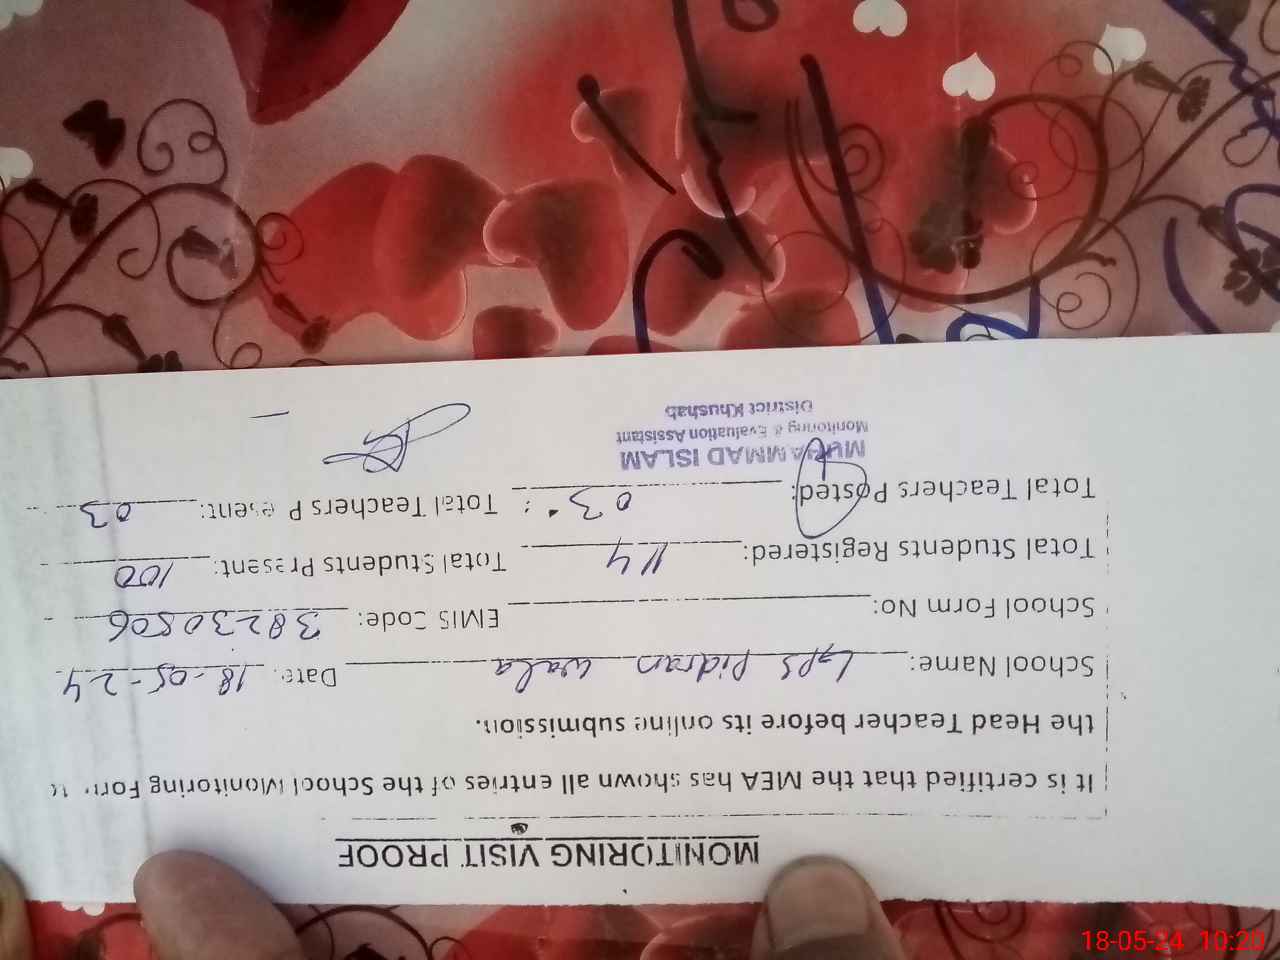 MONITORING VISIT PROOF
It is certified that the MEA has shown all entries of the School Monitoring Form to
the Head Teacher before its online submission.
School Name: GPS Pidran wala Date: 18-05-24
School Form No: EMIS Code: 38230506
Total Students Registered: 114 Total Students Present: 100
Total Teachers Posted: 03 Total Teachers Present: 03
MUHAMMAD ISLAM
Monitoring & Evaluation Assistant
District Khushab
18-05-24 10:20